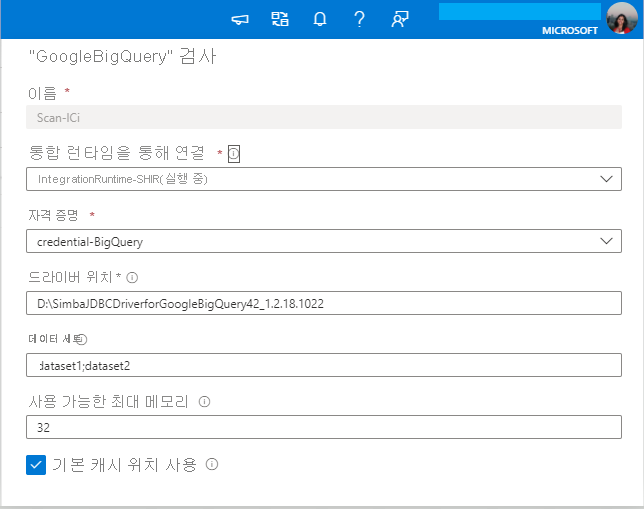 MICROSOFT
"GoogleBigQuery" 검사
이름 *
Scan-ICi
통합 런타임을 통해 연결 *
IntegrationRuntime-SHIR(실행 중)
자격 증명 *
credential-BigQuery
드라이버 위치 *
D:\SimbaJDBCDriverforGoogleBigQuery42_1.2.18.1022
데이터 세트
dataset1;dataset2
사용 가능한 최대 메모리
32
기본 캐시 위치 사용